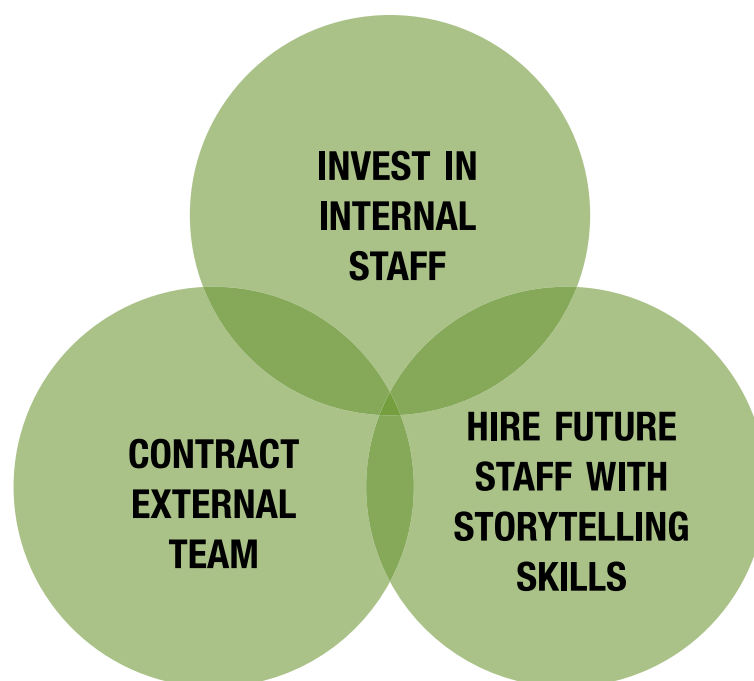 INVEST IN
INTERNAL
STAFF
CONTRACT
EXTERNAL
TEAM
HIRE FUTURE
STAFF WITH
STORYTELLING
SKILLS